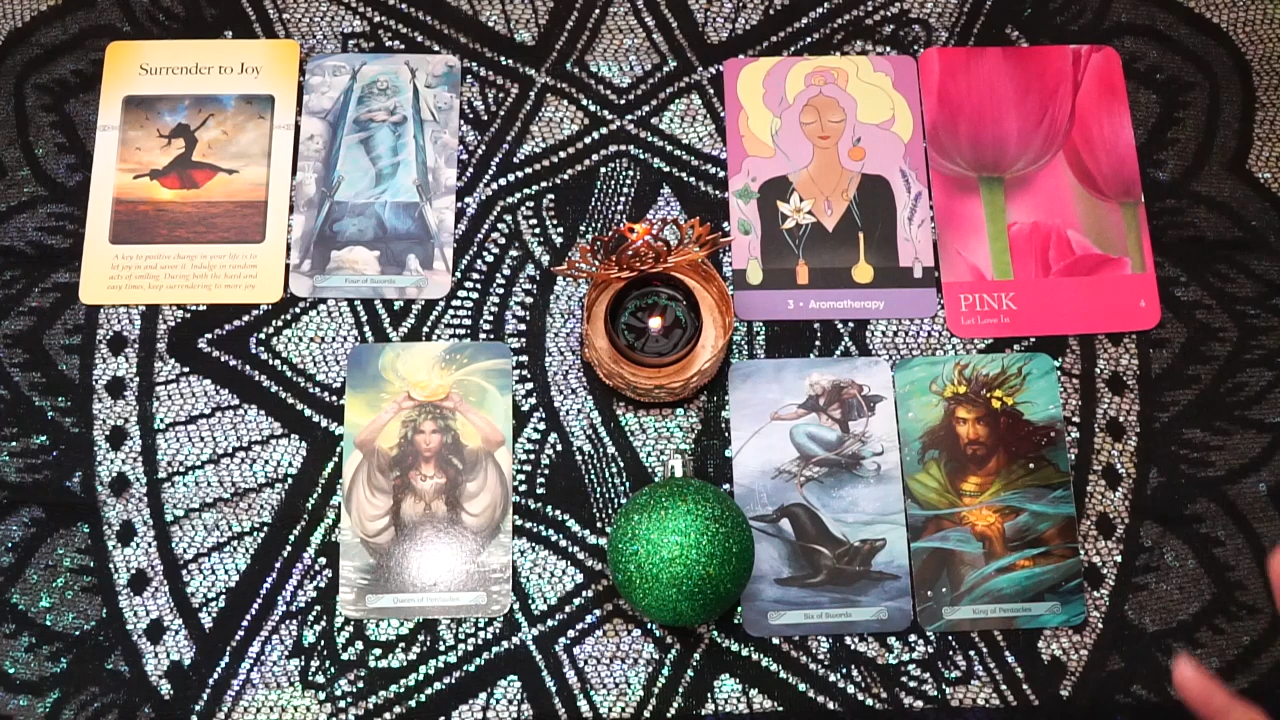 Surrender to Joy
A key to positive change in your life is to
let joy in and savor it. Indulge in random
acts of smiling. During both the hard and
easy times, keep surrendering to more joy.
Four of Swords
3 • Aromatherapy
PINK
Let Love In
4
Queen of Pentacles
Six of Swords
King of Pentacles